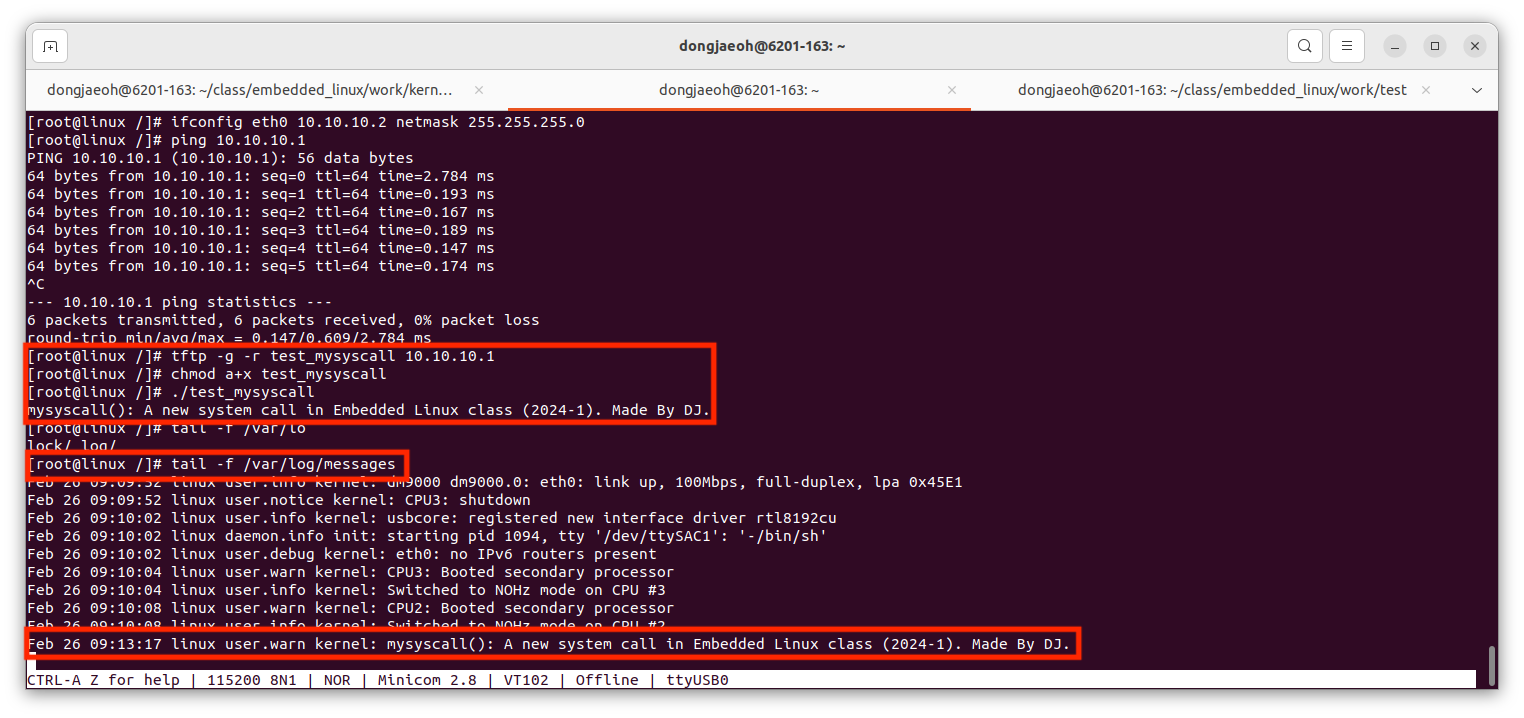 dongjaeoh@6201-163: ~
dongjaeoh@6201-163: ~/class/embedded_linux/work/kern...
dongjaeoh@6201-163: ~
dongjaeoh@6201-163: ~/class/embedded_linux/work/test
[root@linux /]# ifconfig eth0 10.10.10.2 netmask 255.255.255.0
[root@linux /]# ping 10.10.10.1
PING 10.10.10.1 (10.10.10.1): 56 data bytes
64 bytes from 10.10.10.1: seq=0 ttl=64 time=2.784 ms
64 bytes from 10.10.10.1: seq=1 ttl=64 time=0.193 ms
64 bytes from 10.10.10.1: seq=2 ttl=64 time=0.167 ms
64 bytes from 10.10.10.1: seq=3 ttl=64 time=0.189 ms
64 bytes from 10.10.10.1: seq=4 ttl=64 time=0.147 ms
64 bytes from 10.10.10.1: seq=5 ttl=64 time=0.174 ms
^C
--- 10.10.10.1 ping statistics ---
6 packets transmitted, 6 packets received, 0% packet loss
round-trip min/avg/max = 0.147/0.609/2.784 ms
[root@linux /]# tftp -g -r test_mysyscall 10.10.10.1
[root@linux /]# chmod a+x test_mysyscall
[root@linux /]# ./test_mysyscall
mysyscall(): A new system call in Embedded Linux class (2024-1). Made By DJ.
[root@linux /]# tail -f /var/lo
lock/ log/
[root@linux /]# tail -f /var/log/messages
Feb 26 09:09:52 linux user.info kernel: dm9000 dm9000.0: eth0: link up, 100Mbps, full-duplex, lpa 0x45E1
Feb 26 09:09:52 linux user.notice kernel: CPU3: shutdown
Feb 26 09:10:02 linux user.info kernel: usbcore: registered new interface driver rtl8192cu
Feb 26 09:10:02 linux daemon.info init: starting pid 1094, tty '/dev/ttySAC1': '-/bin/sh'
Feb 26 09:10:02 linux user.debug kernel: eth0: no IPv6 routers present
Feb 26 09:10:04 linux user.warn kernel: CPU3: Booted secondary processor
Feb 26 09:10:04 linux user.info kernel: Switched to NOHz mode on CPU #3
Feb 26 09:10:08 linux user.warn kernel: CPU2: Booted secondary processor
Feb 26 09:10:08 linux user.info kernel: Switched to NOHz mode on CPU #2
Feb 26 09:13:17 linux user.warn kernel: mysyscall(): A new system call in Embedded Linux class (2024-1). Made By DJ.
CTRL-A Z for help | 115200 8N1 | NOR | Minicom 2.8 | VT102 | Offline | ttyUSB0